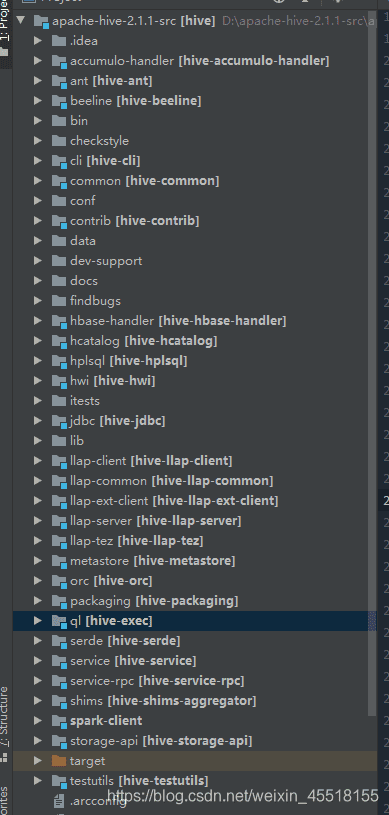 apache-hive-2.1.1-src [hive] D:\apache-hive-2.1.1-src\a
.idea
accumulo-handler [hive-accumulo-handler]
ant [hive-ant]
beeline [hive-beeline]
bin
checkstyle
cli [hive-cli]
common [hive-common]
conf
contrib [hive-contrib]
data
dev-support
docs
findbugs
hbase-handler [hive-hbase-handler]
hcatalog [hive-hcatalog]
hplsql [hive-hplsql]
hwi [hive-hwi]
itests
jdbc [hive-jdbc]
lib
llap-client [hive-llap-client]
llap-common [hive-llap-common]
llap-ext-client [hive-llap-ext-client]
llap-server [hive-llap-server]
llap-tez [hive-llap-tez]
metastore [hive-metastore]
orc [hive-orc]
packaging [hive-packaging]
ql [hive-exec]
serde [hive-serde]
service [hive-service]
service-rpc [hive-service-rpc]
shims [hive-shims-aggregator]
spark-client
storage-api [hive-storage-api]
target
testutils [hive-testutils]
.arcconfig
https://blog.csdn.net/weixin_45518155
1: Project
7: Structure